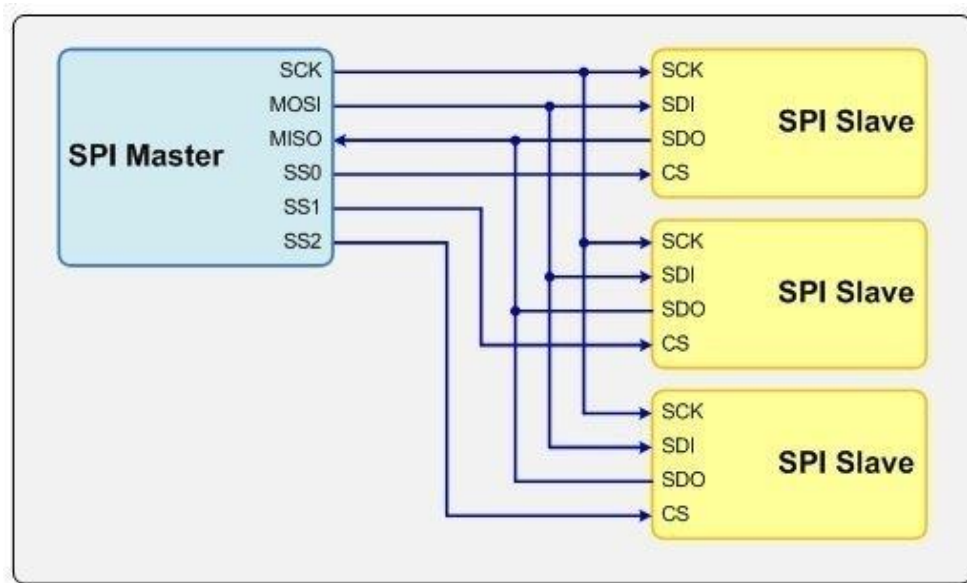 SCK
MOSI
MISO
SPI Master
SS0
SS1
SS2
SCK
SDI
SPI Slave
SDO
CS
SCK
SDI
SPI Slave
SDO
CS
SCK
SDI
SPI Slave
SDO
CS